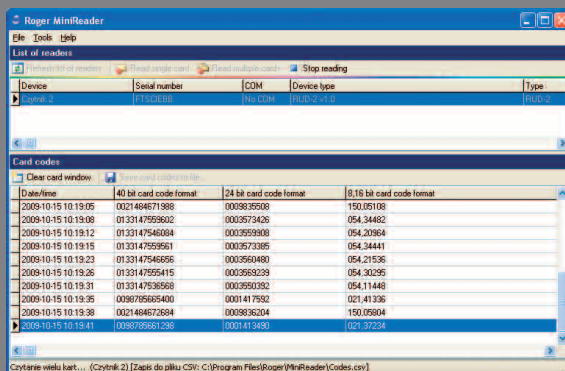 Roger MiniReader
File Tools Help
List of readers
Refresh list of readers Read single card Read multiple cards Stop reading
Device Serial number COM Device type Type
Czytnik 2 FTSCIEBB No COM RUD-2 v1.0 RUD-2
Card codes
Clear card window Save card codes to file...
Date/time 40 bit card code format 24 bit card code format 8,16 bit card code format
2009-10-15 10:19:05 0021484671988 0009835508 150,05108
2009-10-15 10:19:08 0133147559602 0003573426 054,34482
2009-10-15 10:19:12 0133147546084 0003559908 054,20964
2009-10-15 10:19:15 0133147559561 0003573385 054,34441
2009-10-15 10:19:23 0133147546656 0003560480 054,21536
2009-10-15 10:19:26 0133147555415 0003569239 054,30295
2009-10-15 10:19:31 0133147536568 0003550392 054,11448
2009-10-15 10:19:35 0098785665400 0001417592 021,41336
2009-10-15 10:19:38 0021484672684 0009836204 150,05804
2009-10-15 10:19:41 0098785661298 0001413490 021,37234
Czytanie wielu kart... (Czytnik 2) [Zapis do pliku CSV: C:\Program Files\Roger\MiniReader\Codes.csv]